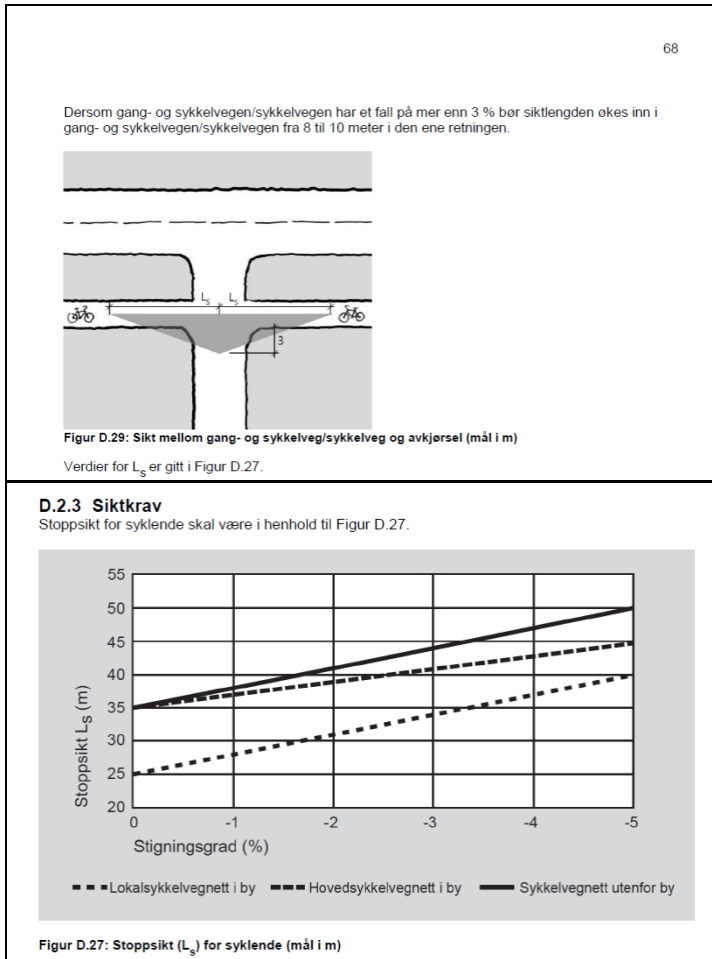 68
Dersom gang- og sykkelvegen/sykkelvegen har et fall på mer enn 3 % bør siktlengden økes inn i
gang- og sykkelvegen/sykkelvegen fra 8 til 10 meter i den ene retningen.
Ls Ls
3
Figur D.29: Sikt mellom gang- og sykkelveg/sykkelveg og avkjørsel (mål i m)
Verdier for Ls er gitt i Figur D.27.
D.2.3 Siktkrav
Stoppsikt for syklende skal være i henhold til Figur D.27.
Stoppsikt Ls (m)
55
50
45
40
35
30
25
20
0 -1 -2 -3 -4 -5
Stigningsgrad (%)
Lokalsykkelvegnett i by Hovedsykkelvegnett i by Sykkelvegnett utenfor by
Figur D.27: Stoppsikt (Ls) for syklende (mål i m)